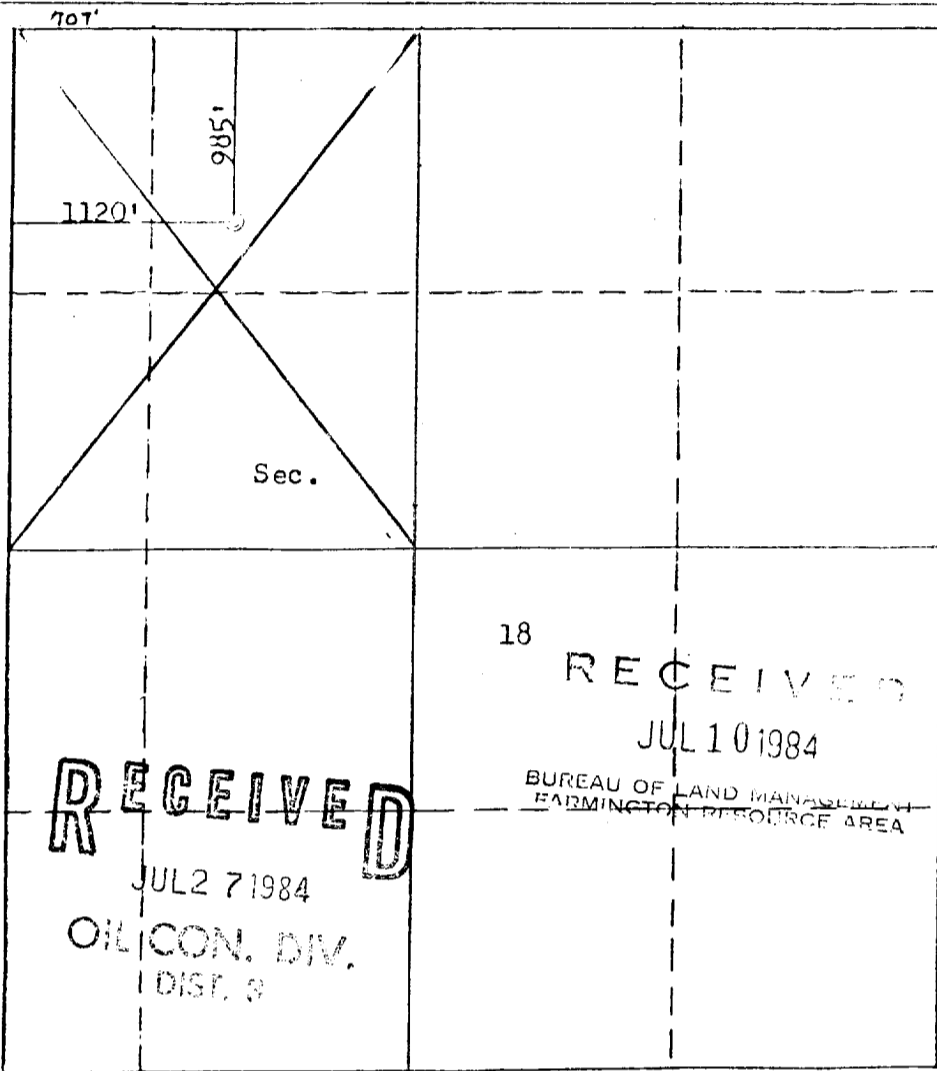 707'
985'
1120'
Sec.
18
RECEIVED
JUL 10 1984
BUREAU OF LAND MANAGEMENT
FARMINGTON RESOURCE AREA
RECEIVED
JUL 27 1984
OIL CON. DIV.
DIST. 3